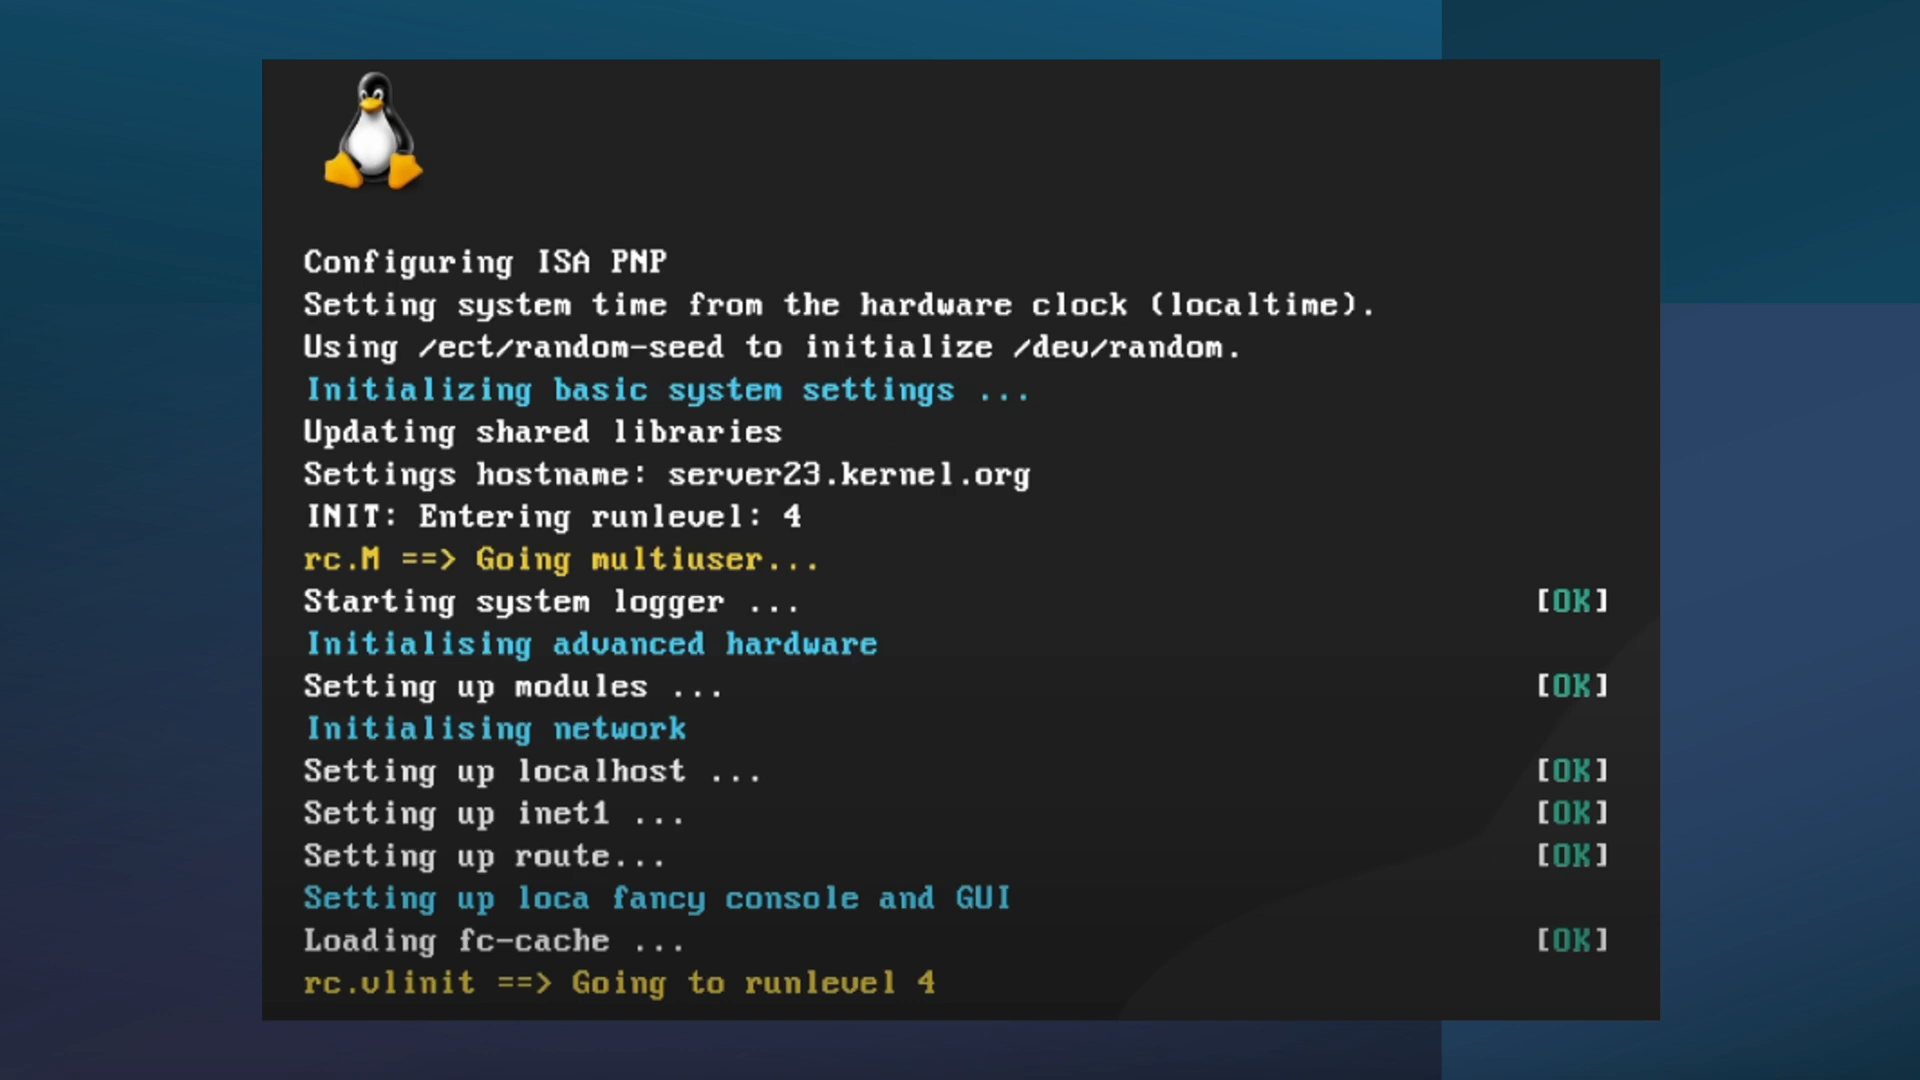 Configuring ISA PNP
Setting system time from the hardware clock (localtime).
Using /ect/random-seed to initialize /dev/random.
Initializing basic system settings ...
Updating shared libraries
Settings hostname: server23.kernel.org
INIT: Entering runlevel: 4
rc.M ==> Going multiuser...
Starting system logger ... [OK]
Initialising advanced hardware
Setting up modules ... [OK]
Initialising network
Setting up localhost ... [OK]
Setting up inet1 ... [OK]
Setting up route... [OK]
Setting up loca fancy console and GUI
Loading fc-cache ... [OK]
rc.vlinit ==> Going to runlevel 4